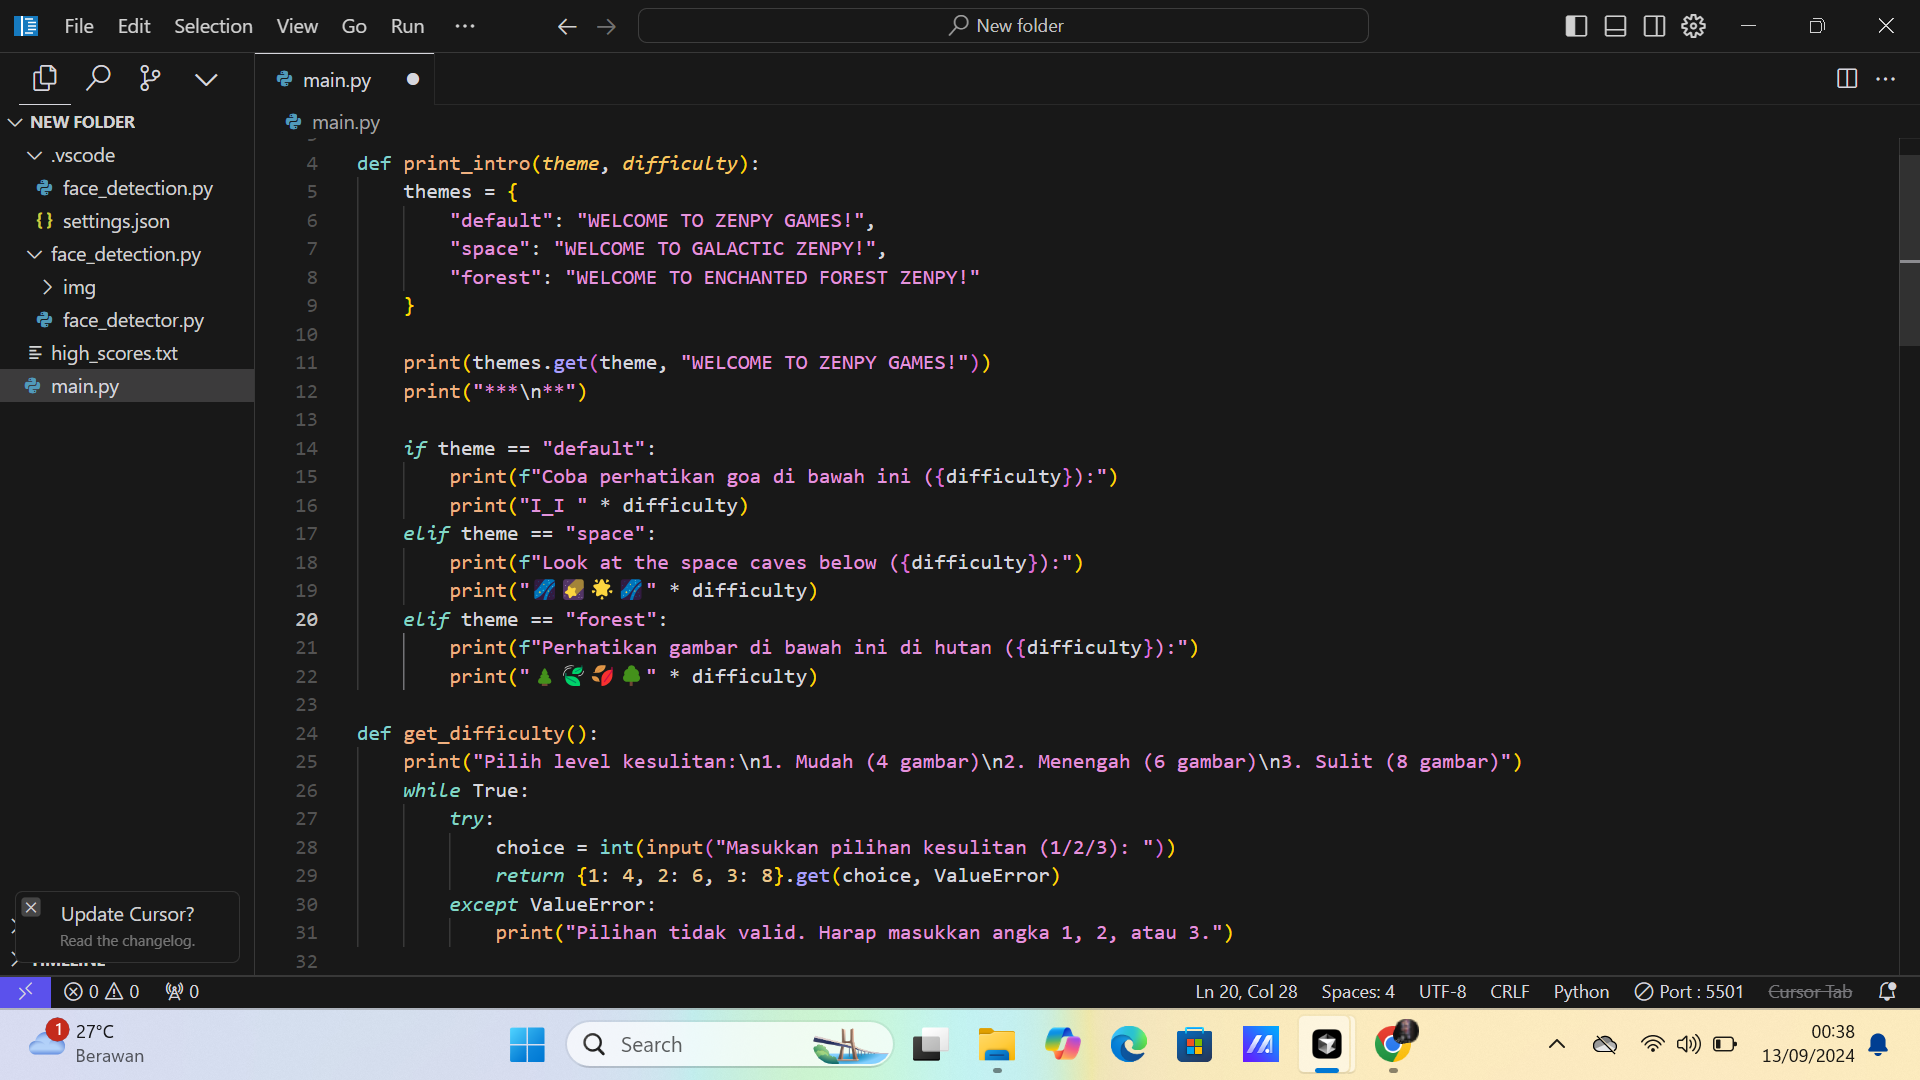 File Edit Selection View Go Run ···
New folder
main.py
NEW FOLDER
.vscode
face_detection.py
settings.json
face_detection.py
img
face_detector.py
high_scores.txt
main.py
main.py
4 def print_intro(theme, difficulty):
5 themes = {
6 "default": "WELCOME TO ZENPY GAMES!",
7 "space": "WELCOME TO GALACTIC ZENPY!",
8 "forest": "WELCOME TO ENCHANTED FOREST ZENPY!"
9 }
10
11 print(themes.get(theme, "WELCOME TO ZENPY GAMES!"))
12 print("***\n**")
13
14 if theme == "default":
15 print(f"Coba perhatikan goa di bawah ini ({difficulty}):")
16 print("I_I " * difficulty)
17 elif theme == "space":
18 print(f"Look at the space caves below ({difficulty}):")
19 print("🌌🌠🌟🌌" * difficulty)
20 elif theme == "forest":
21 print(f"Perhatikan gambar di bawah ini di hutan ({difficulty}):")
22 print("🌲🍃🍂🌳" * difficulty)
23
24 def get_difficulty():
25 print("Pilih level kesulitan:\n1. Mudah (4 gambar)\n2. Menengah (6 gambar)\n3. Sulit (8 gambar)")
26 while True:
27 try:
28 choice = int(input("Masukkan pilihan kesulitan (1/2/3): "))
29 return {1: 4, 2: 6, 3: 8}.get(choice, ValueError)
30 except ValueError:
31 print("Pilihan tidak valid. Harap masukkan angka 1, 2, atau 3.")
32
Update Cursor?
Read the changelog.
TIMELINE
0 0 0
Ln 20, Col 28 Spaces: 4 UTF-8 CRLF Python Port : 5501 Cursor Tab
1
27°C
Berawan
Search
00:38
13/09/2024